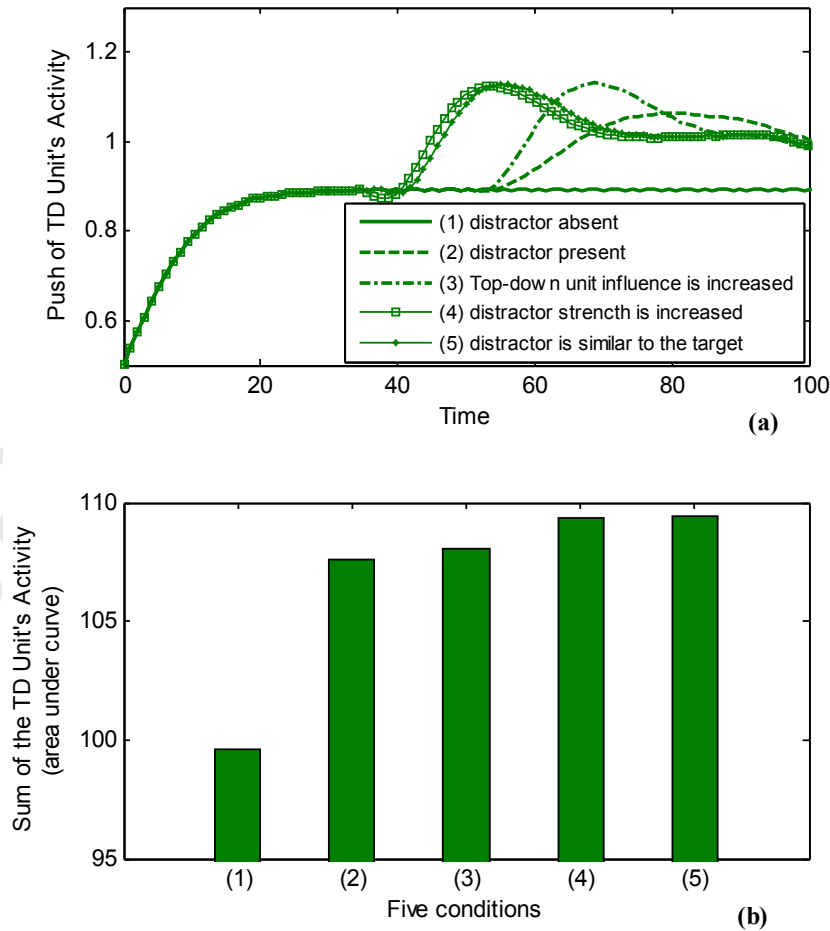 1.2
1
0.8
0.6
Push of TD Unit's Activity
(1) distractor absent
(2) distractor present
(3) Top-down unit influence is increased
(4) distractor strength is increased
(5) distractor is similar to the target
0 20 40 60 80 100
Time
(a)
110
105
100
95
Sum of the TD Unit's Activity
(area under curve)
(1) (2) (3) (4) (5)
Five conditions
(b)